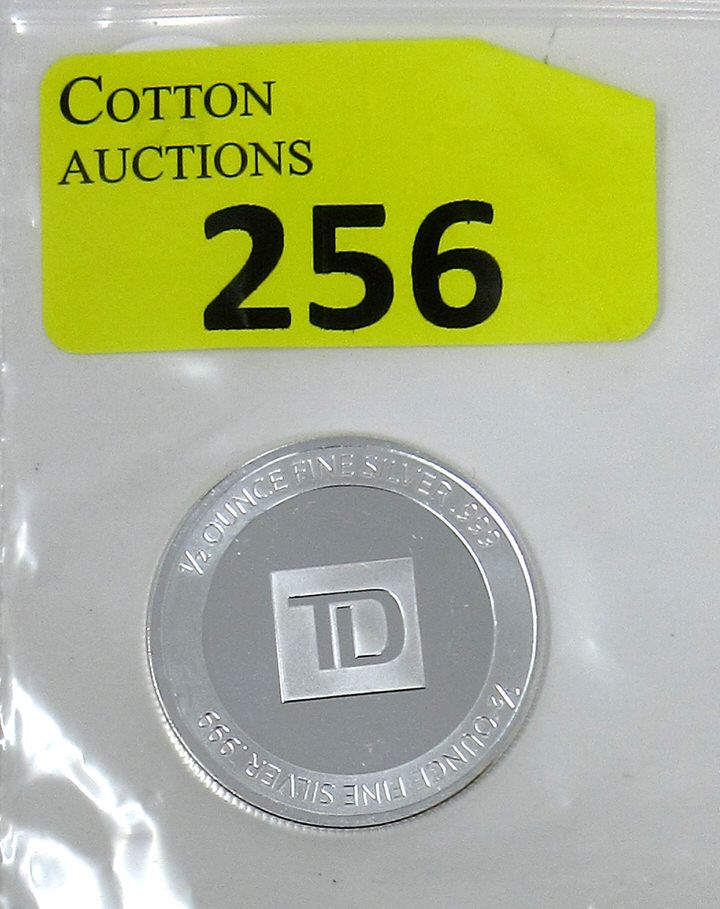 COTTON
AUCTIONS
256
½ OUNCE FINE SILVER .999
TD
½ OUNCE FINE SILVER .999